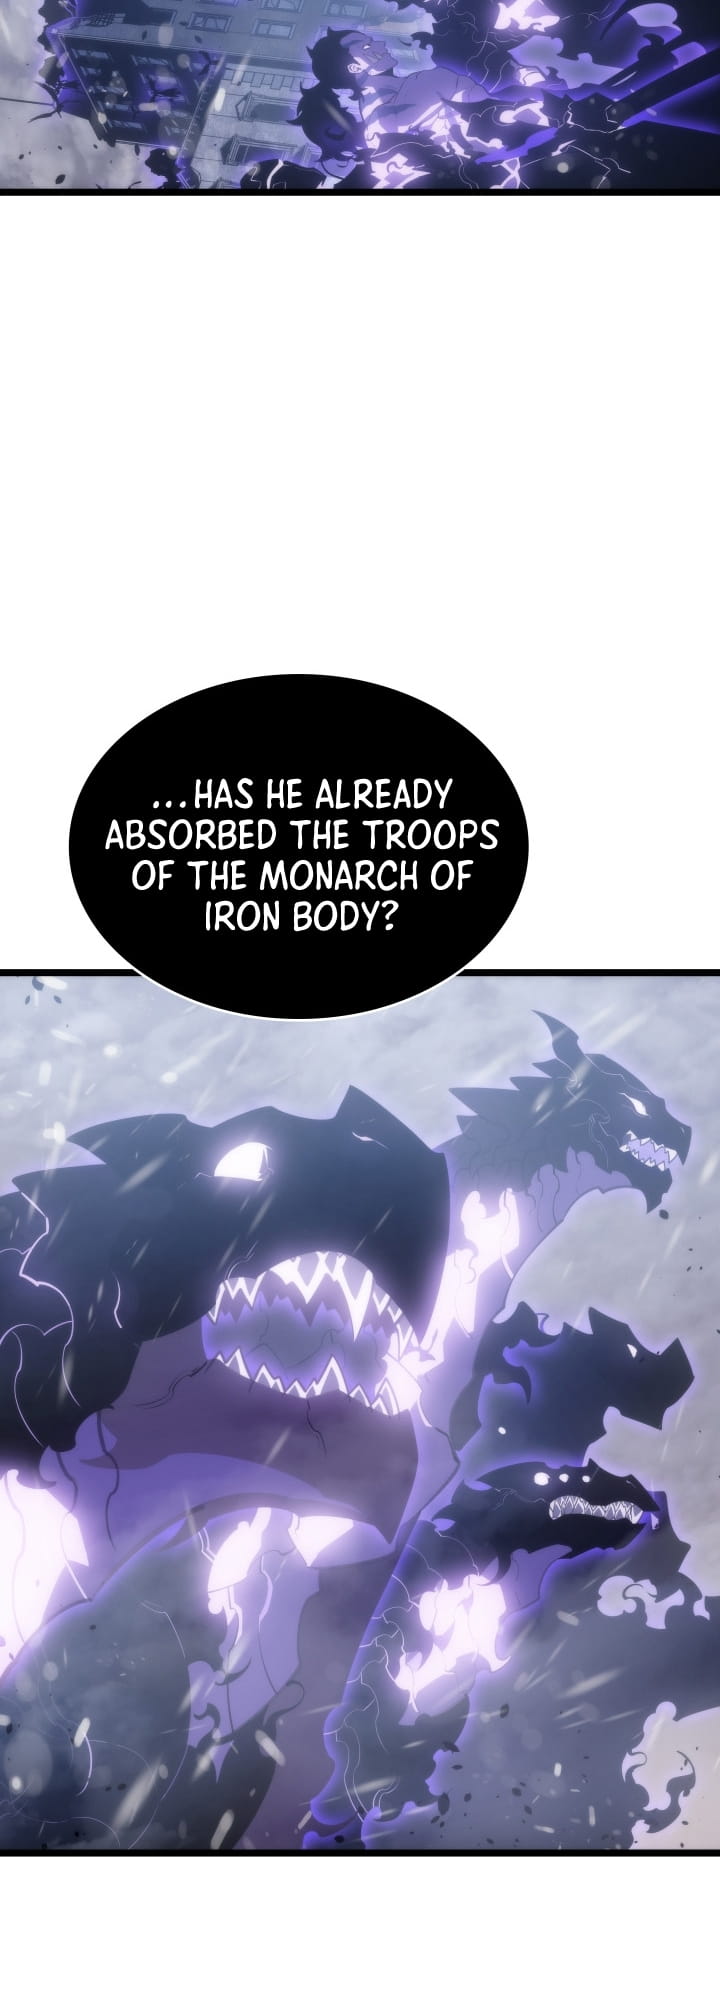 ...HAS HE ALREADY
ABSORBED THE TROOPS
OF THE MONARCH OF
IRON BODY?